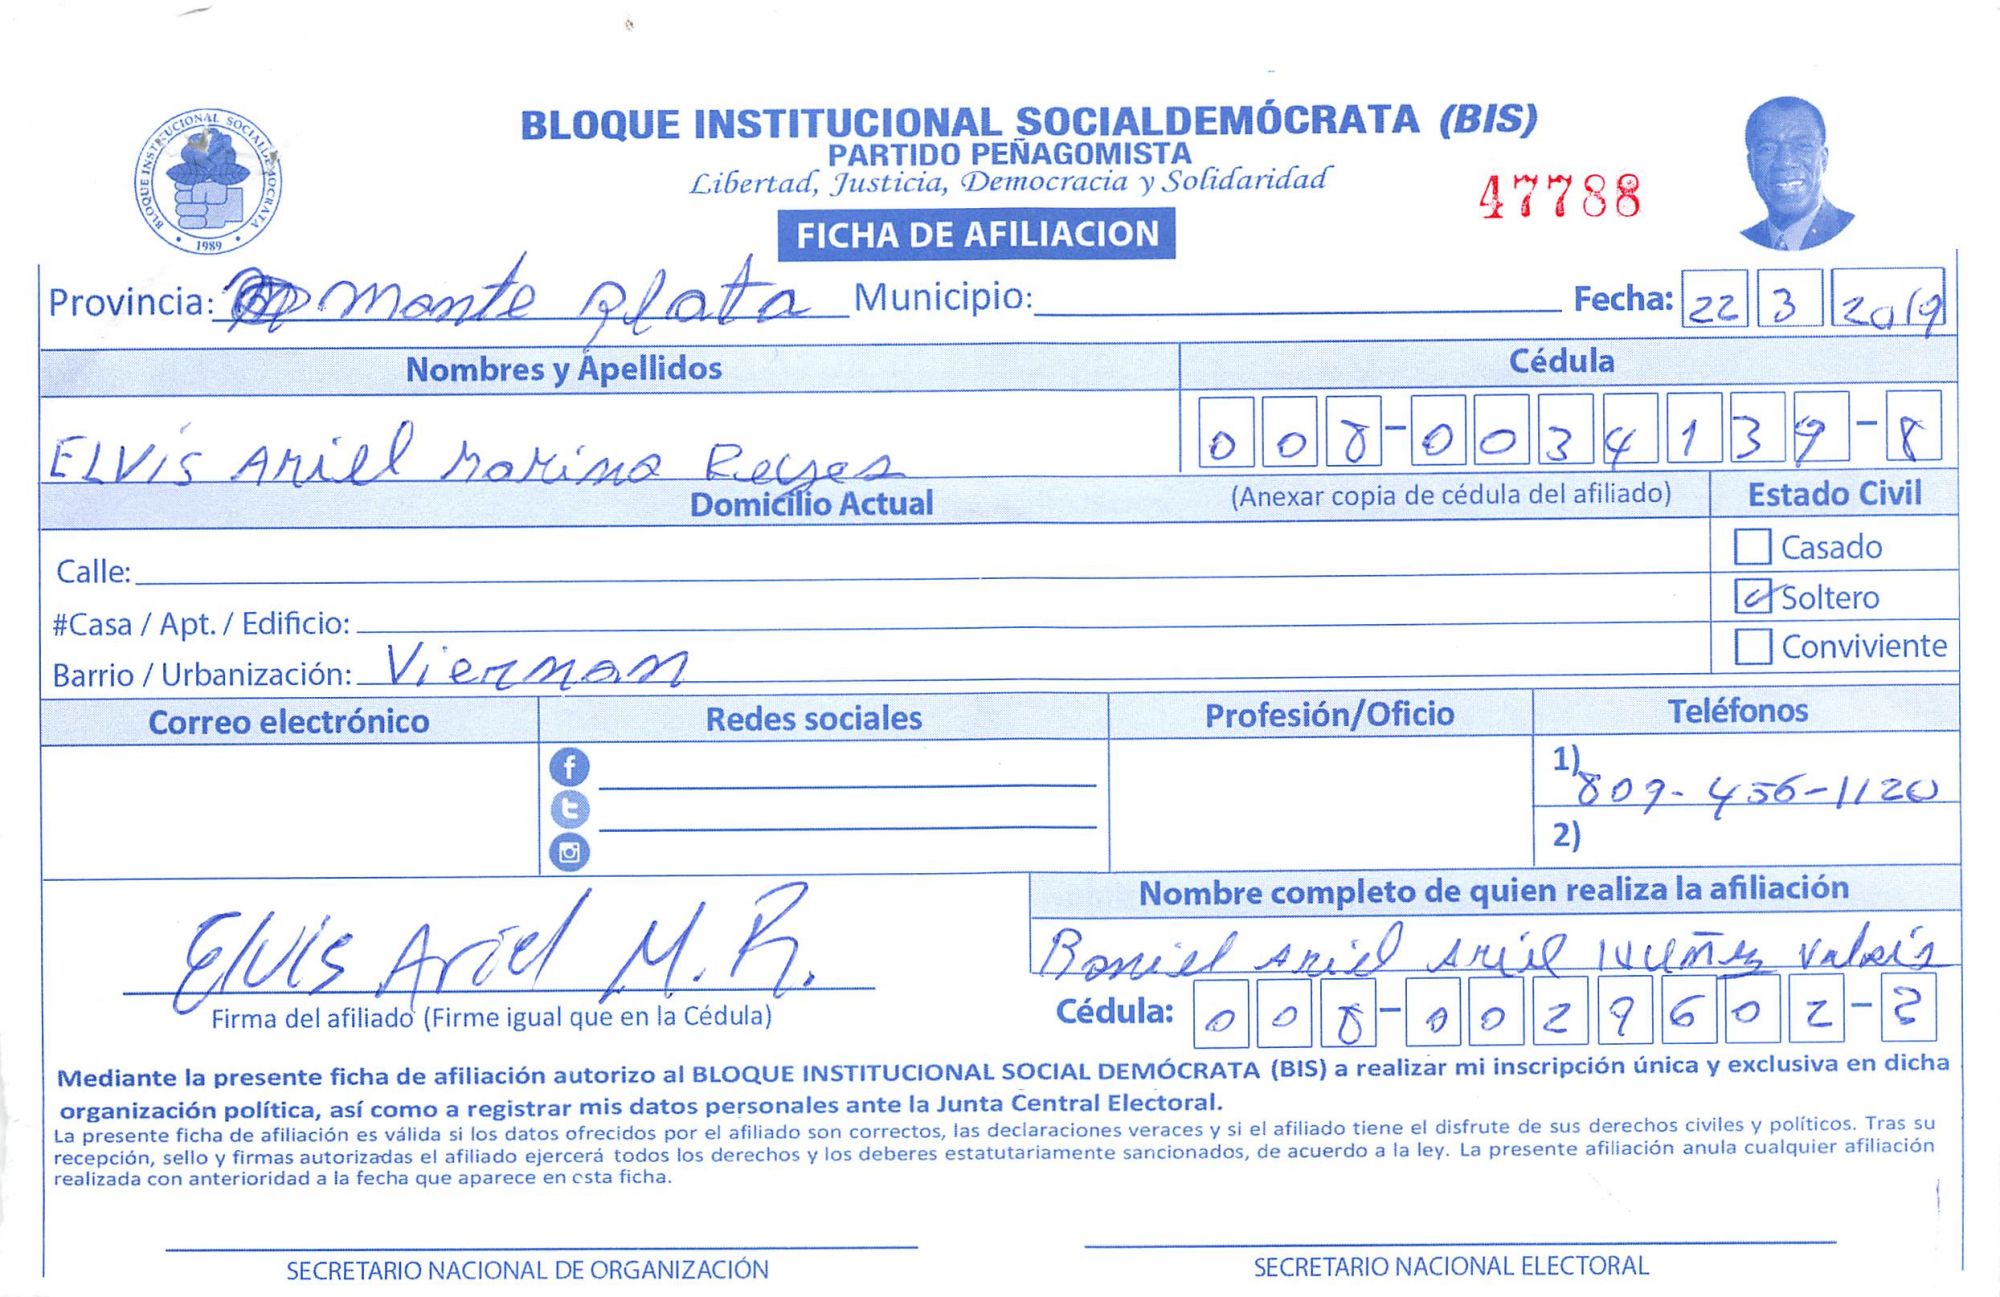 BLOQUE INSTITUCIONAL SOCIALDEMÓCRATA (BIS)
PARTIDO PEÑAGOMISTA
Libertad, Justicia, Democracia y Solidaridad
47788
BLOQUE INSTITUCIONAL SOCIALDEMOCRATA
1989
FICHA DE AFILIACION
Provincia: Monte Plata Municipio: Fecha: 22 3 2019
Nombres y Apellidos Cédula
ELVis Ariel Marino Reyes 008-0034139-8
Domicilio Actual (Anexar copia de cédula del afiliado) Estado Civil
Calle: Casado
#Casa / Apt. / Edificio: Soltero
Barrio / Urbanización: Viernan Conviviente
Correo electrónico Redes sociales Profesión/Oficio Teléfonos
1) 809-456-1120
2)
Elvis Ariel M. R.
Firma del afiliado (Firme igual que en la Cédula)
Nombre completo de quien realiza la afiliación
Ariel Ariel Nuñez
Cédula: 008-0029602-2
Mediante la presente ficha de afiliación autorizo al BLOQUE INSTITUCIONAL SOCIAL DEMÓCRATA (BIS) a realizar mi inscripción única y exclusiva en dicha
organización política, así como a registrar mis datos personales ante la Junta Central Electoral.
La presente ficha de afiliación es válida si los datos ofrecidos por el afiliado son correctos, las declaraciones veraces y si el afiliado tiene el disfrute de sus derechos civiles y políticos. Tras su
recepción, sello y firmas autorizadas el afiliado ejercerá todos los derechos y los deberes estatutariamente sancionados, de acuerdo a la ley. La presente afiliación anula cualquier afiliación
realizada con anterioridad a la fecha que aparece en esta ficha.
SECRETARIO NACIONAL DE ORGANIZACIÓN SECRETARIO NACIONAL ELECTORAL